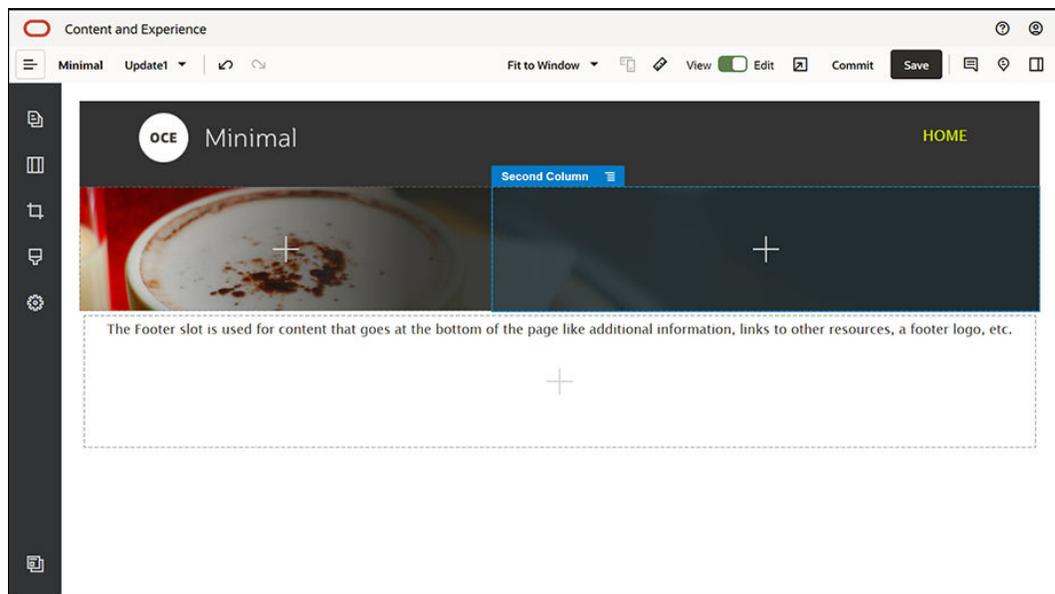 Content and Experience
Minimal Update1 Fit to Window View Edit Commit Save
OCE Minimal HOME
Second Column
The Footer slot is used for content that goes at the bottom of the page like additional information, links to other resources, a footer logo, etc.